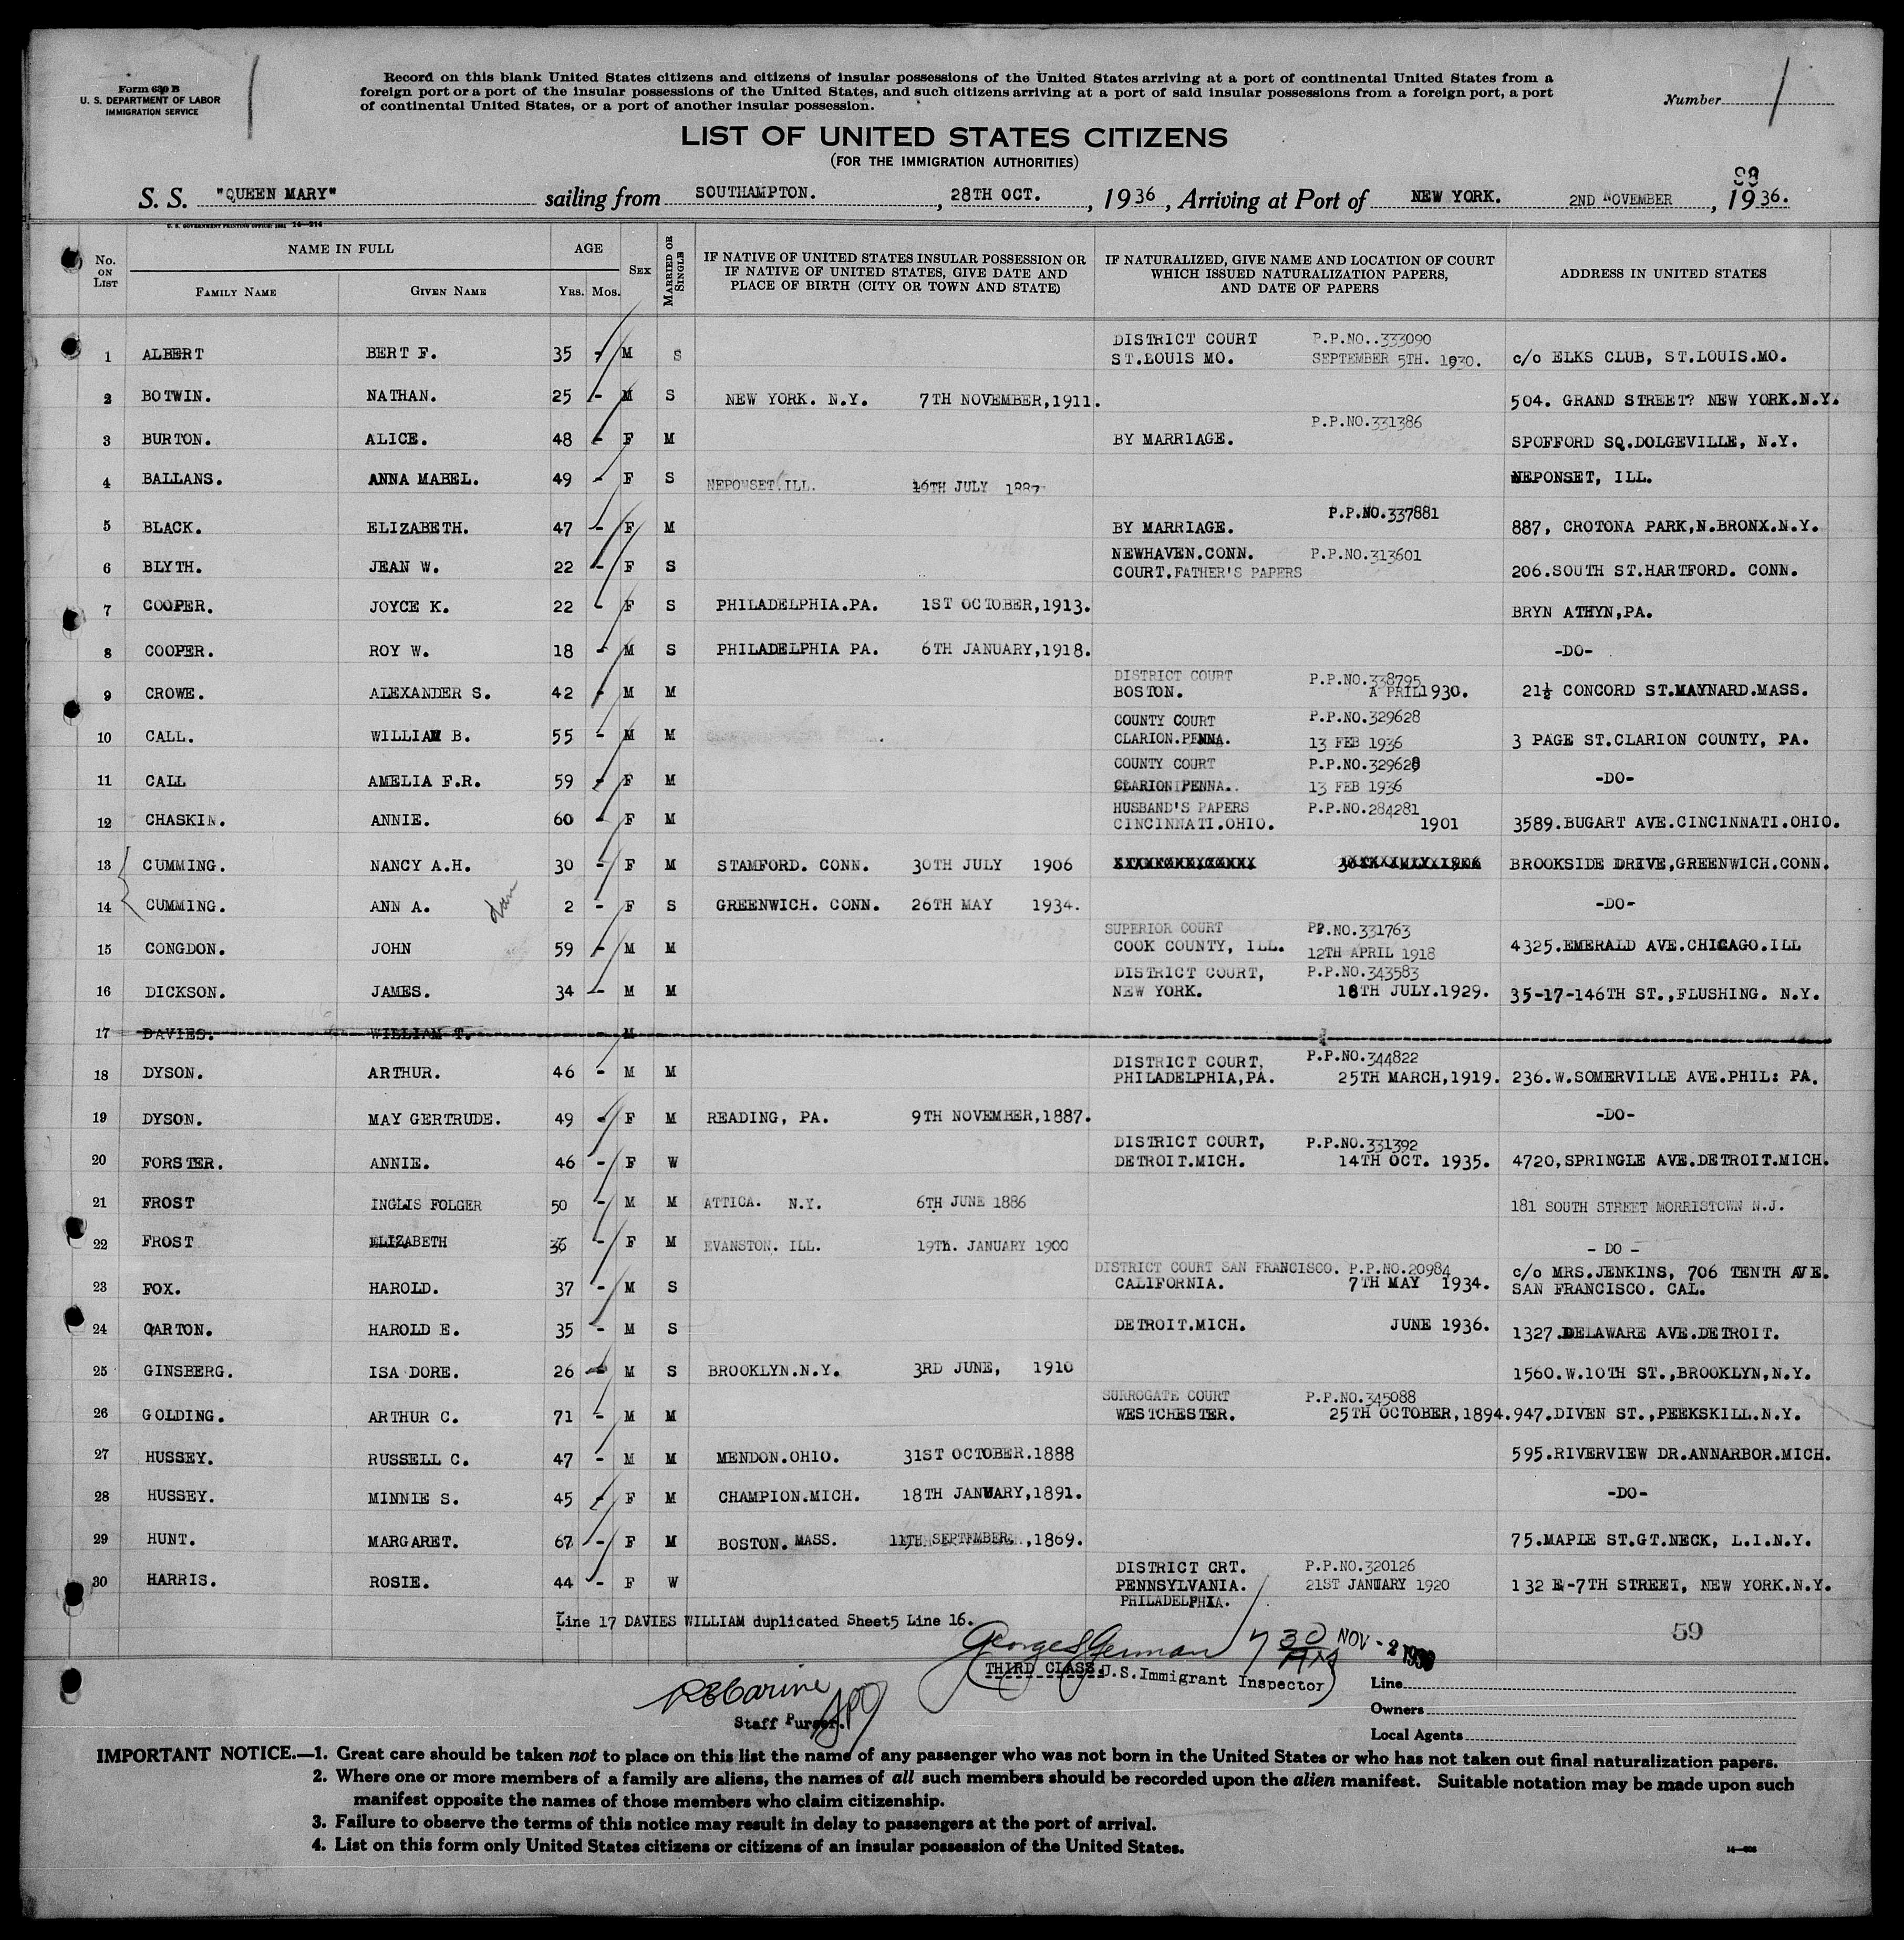 Form 630 B
U. S. DEPARTMENT OF LABOR
IMMIGRATION SERVICE
Record on this blank United States citizens and citizens of insular possessions of the United States arriving at a port of continental United States from a
foreign port or a port of the insular possessions of the United States, and such citizens arriving at a port of said insular possessions from a foreign port, a port
of continental United States, or a port of another insular possession.
Number 1
LIST OF UNITED STATES CITIZENS
(FOR THE IMMIGRATION AUTHORITIES)
S. S. "QUEEN MARY" sailing from SOUTHAMPTON. , 28TH OCT. , 1936 , Arriving at Port of NEW YORK. 2ND NOVEMBER , 1936.
U. S. GOVERNMENT PRINTING OFFICE: 1931 14—214
No. ON LIST
NAME IN FULL
FAMILY NAME GIVEN NAME
AGE
YRS. MOS.
SEX
MARRIED OR SINGLE
IF NATIVE OF UNITED STATES INSULAR POSSESSION OR
IF NATIVE OF UNITED STATES, GIVE DATE AND
PLACE OF BIRTH (CITY OR TOWN AND STATE)
IF NATURALIZED, GIVE NAME AND LOCATION OF COURT
WHICH ISSUED NATURALIZATION PAPERS,
AND DATE OF PAPERS
ADDRESS IN UNITED STATES
1 ALBERT BERT F. 35 - M S DISTRICT COURT P.P.NO..333090
ST.LOUIS MO. SEPTEMBER 5TH. 1930. c/o ELKS CLUB, ST.LOUIS.MO.
2 BOTWIN. NATHAN. 25 - M S NEW YORK. N.Y. 7TH NOVEMBER,1911. 504. GRAND STREET? NEW YORK.N.Y.
P.P.NO.331386
3 BURTON. ALICE. 48 - F M BY MARRIAGE. SPOFFORD SQ.DOLGEVILLE, N.Y.
4 BALLANS. ANNA MABEL. 49 - F S NEPONSET.ILL. 16TH JULY 1887 NEPONSET, ILL.
P.P.NO.337881
5 BLACK. ELIZABETH. 47 - F M BY MARRIAGE. 887, CROTONA PARK,N.BRONX.N.Y.
NEWHAVEN.CONN. P.P.NO.313601
6 BLYTH. JEAN W. 22 - F S COURT.FATHER'S PAPERS 206.SOUTH ST.HARTFORD. CONN.
7 COOPER. JOYCE K. 22 - F S PHILADELPHIA.PA. 1ST OCTOBER,1913. BRYN ATHYN,PA.
8 COOPER. ROY W. 18 - M S PHILADELPHIA PA. 6TH JANUARY,1918. -DO-
DISTRICT COURT P.P.NO.338795
9 CROWE. ALEXANDER S. 42 - M M BOSTON. A PRIL1930. 21½ CONCORD ST.MAYNARD.MASS.
COUNTY COURT P.P.NO.329628
10 CALL. WILLIAM B. 55 - M M CLARION.PENNA. 13 FEB 1936 3 PAGE ST.CLARION COUNTY, PA.
COUNTY COURT P.P.NO.329628
11 CALL AMELIA F.R. 59 - F M CLARION PENNA.. 13 FEB 1936 -DO-
HUSBAND'S PAPERS P.P.NO.284281
12 CHASKIN. ANNIE. 60 - F M CINCINNATI.OHIO. 1901 3589.BUGART AVE.CINCINNATI.OHIO.
13 CUMMING. NANCY A.H. 30 - F M STAMFORD. CONN. 30TH JULY 1906 BROOKSIDE DRIVE,GREENWICH.CONN.
14 CUMMING. ANN A. 2 - F S GREENWICH. CONN. 26TH MAY 1934. -DO-
SUPERIOR COURT PP.NO.331763
15 CONGDON. JOHN 59 - M M COOK COUNTY, ILL. 12TH APRIL 1918 4325.EMERALD AVE.CHICAGO.ILL
DISTRICT COURT, P.P.NO.343583
16 DICKSON. JAMES. 34 - M M NEW YORK. 18TH JULY.1929. 35-17-146TH ST.,FLUSHING. N.Y.
17 DAVIES. WILLIAM T. - M
DISTRICT COURT, P.P.NO.344822
18 DYSON. ARTHUR. 46 - M M PHILADELPHIA,PA. 25TH MARCH,1919. 236.W.SOMERVILLE AVE.PHIL: PA.
19 DYSON. MAY GERTRUDE. 49 - F M READING, PA. 9TH NOVEMBER,1887. -DO-
DISTRICT COURT, P.P.NO.331392
20 FORSTER. ANNIE. 46 - F W DETROIT.MICH. 14TH OCT. 1935. 4720,SPRINGLE AVE.DETROIT.MICH.
21 FROST INGLIS FOLGER 50 - M M ATTICA. N.Y. 6TH JUNE 1886 181 SOUTH STREET MORRISTOWN N.J.
22 FROST ELIZABETH 36 - F M EVANSTON. ILL. 19Th. JANUARY 1900 - DO -
DISTRICT COURT SAN FRANCISCO. P.P.NO.20984 c/o MRS.JENKINS, 706 TENTH AVE.
23 FOX. HAROLD. 37 - M S CALIFORNIA. 7TH MAY 1934. SAN FRANCISCO. CAL.
24 GARTON. HAROLD E. 35 - M S DETROIT.MICH. JUNE 1936. 1327.DELAWARE AVE.DETROIT.
25 GINSBERG. ISA DORE. 26 - M S BROOKLYN.N.Y. 3RD JUNE, 1910 1560.W.10TH ST.,BROOKLYN,N.Y.
SURROGATE COURT P.P.NO.345088
26 GOLDING. ARTHUR C. 71 - M M WESTCHESTER. 25TH OCTOBER,1894. 947.DIVEN ST.,PEEKSKILL.N.Y.
27 HUSSEY. RUSSELL C. 47 - M M MENDON.OHIO. 31ST OCTOBER.1888 595.RIVERVIEW DR.ANNARBOR.MICH.
28 HUSSEY. MINNIE S. 45 - F M CHAMPION.MICH. 18TH JANUARY,1891. -DO-
29 HUNT. MARGARET. 67 - F M BOSTON. MASS. 11TH SEPTEMBER.,1869. 75.MAPLE ST.GT.NECK, L.I.N.Y.
DISTRICT CRT. P.P.NO.320126
30 HARRIS. ROSIE. 44 - F W PENNSYLVANIA. 21ST JANUARY 1920 132 E-7TH STREET, NEW YORK.N.Y.
PHILADELPHIA.
Line 17 DAVIES WILLIAM duplicated Sheet5 Line 16.
59
George S German 7 30 AM NOV - 2 1936
THIRD CLASS. U.S.Immigrant Inspector
Staff Purser.
Line
Owners
Local Agents
IMPORTANT NOTICE.—1. Great care should be taken not to place on this list the name of any passenger who was not born in the United States or who has not taken out final naturalization papers.
2. Where one or more members of a family are aliens, the names of all such members should be recorded upon the alien manifest. Suitable notation may be made upon such
manifest opposite the names of those members who claim citizenship.
3. Failure to observe the terms of this notice may result in delay to passengers at the port of arrival.
4. List on this form only United States citizens or citizens of an insular possession of the United States.